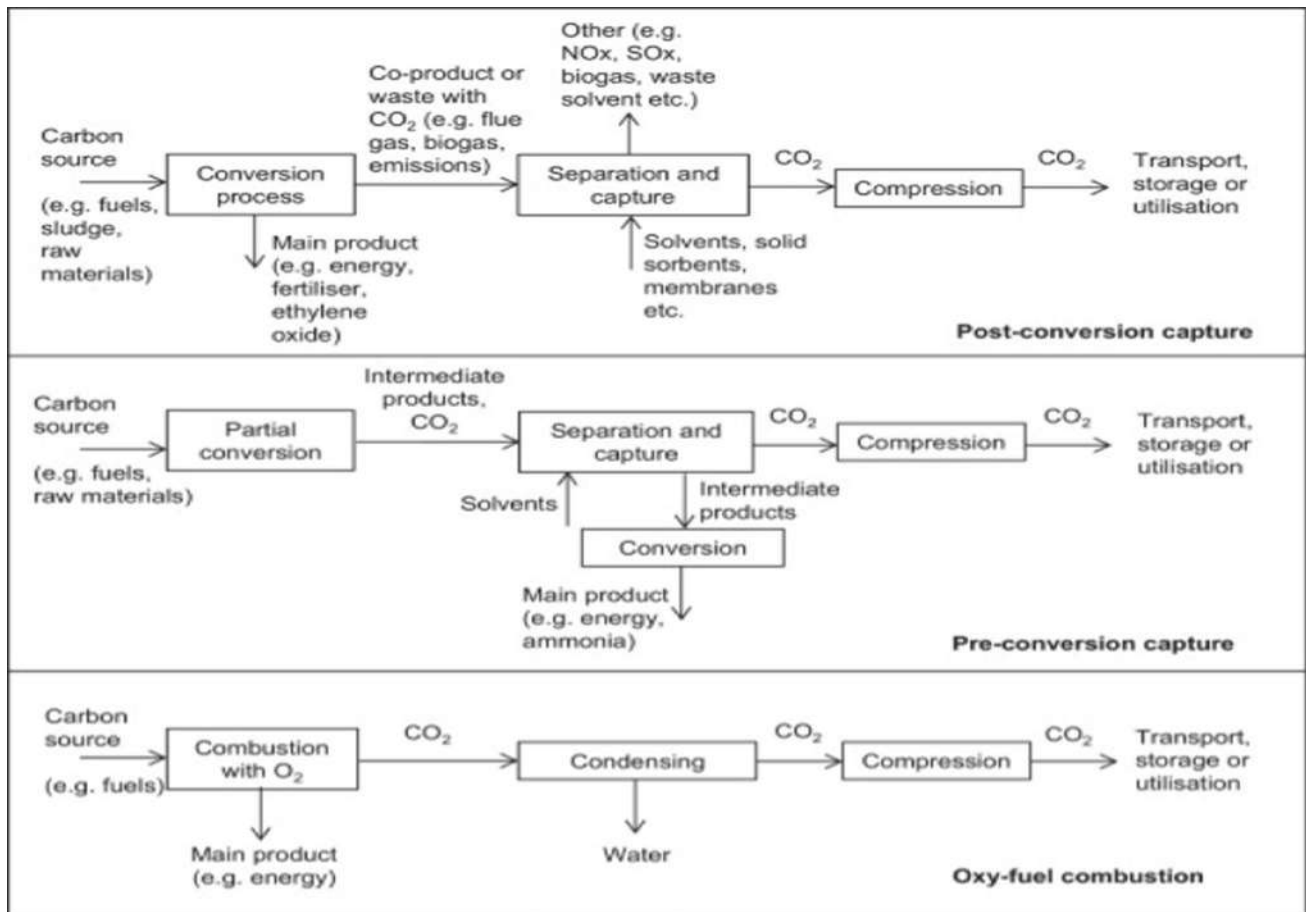 Carbon
source
(e.g. fuels,
sludge,
raw
materials)
Conversion
process
Main product
(e.g. energy,
fertiliser,
ethylene
oxide)
Co-product or
waste with
CO₂ (e.g. flue
gas, biogas,
emissions)
Other (e.g.
NOx, SOx,
biogas, waste
solvent etc.)
Separation and
capture
Solvents, solid
sorbents,
membranes
etc.
CO₂
Compression
CO₂
Transport,
storage or
utilisation
Post-conversion capture
Carbon
source
(e.g. fuels,
raw materials)
Partial
conversion
Intermediate
products,
CO₂
Separation and
capture
Solvents
Intermediate
products
Conversion
Main product
(e.g. energy,
ammonia)
CO₂
Compression
CO₂
Transport,
storage or
utilisation
Pre-conversion capture
Carbon
source
(e.g. fuels)
Combustion
with O₂
Main product
(e.g. energy)
CO₂
Condensing
Water
CO₂
Compression
CO₂
Transport,
storage or
utilisation
Oxy-fuel combustion